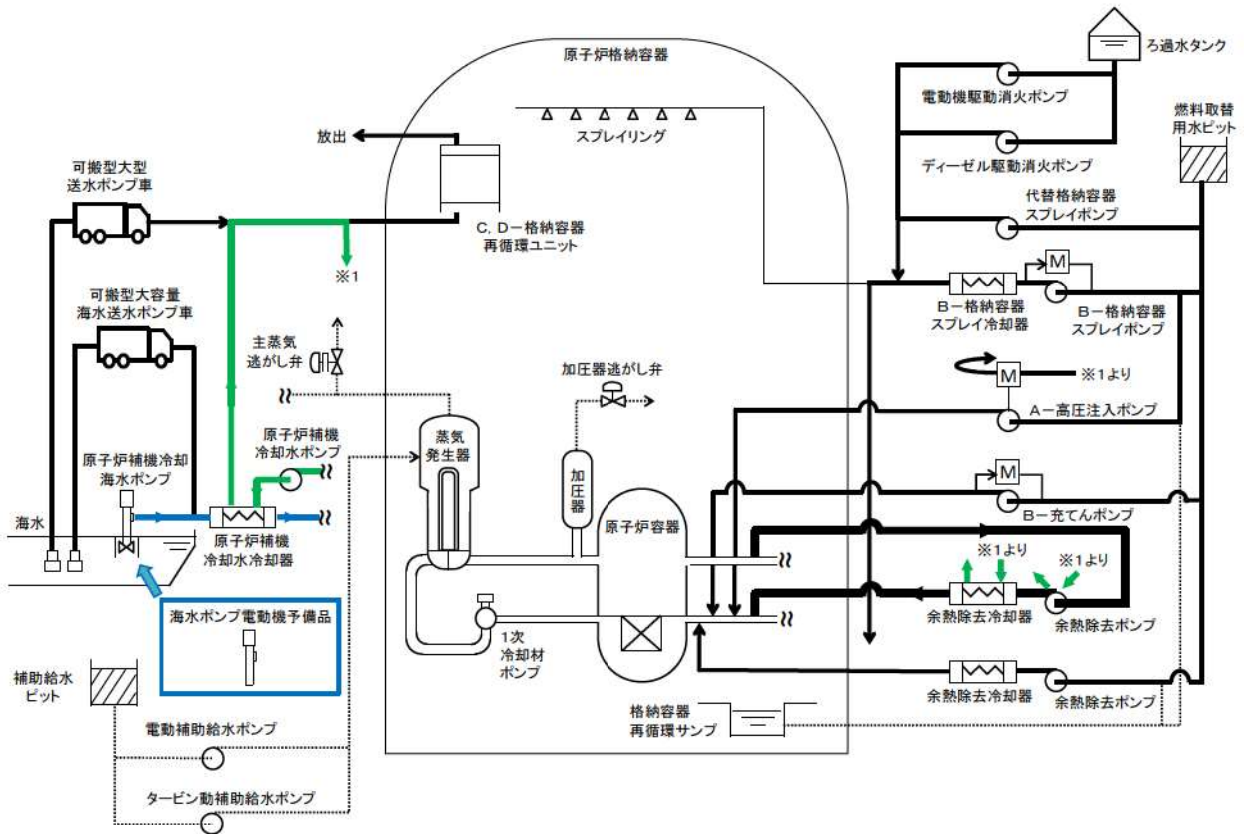 原子炉格納容器
ろ過水タンク
電動機駆動消火ポンプ
燃料取替
用水ピット
スプレイリング
放出
ディーゼル駆動消火ポンプ
可搬型大型
送水ポンプ車
代替格納容器
スプレイポンプ
C, D-格納容器
再循環ユニット
※1
M
B-格納容器
スプレイ冷却器
B-格納容器
スプレイポンプ
可搬型大容量
海水送水ポンプ車
主蒸気
逃がし弁
加圧器逃がし弁
M
※1より
A-高圧注入ポンプ
原子炉補機
冷却水ポンプ
蒸気
発生器
加圧器
原子炉補機冷却
海水ポンプ
原子炉容器
M
B-充てんポンプ
海水
原子炉補機
冷却水冷却器
※1より
※1より
余熱除去冷却器
余熱除去ポンプ
海水ポンプ電動機予備品
1次
冷却材
ポンプ
補助給水
ピット
余熱除去冷却器
余熱除去ポンプ
格納容器
再循環サンプ
電動補助給水ポンプ
タービン動補助給水ポンプ